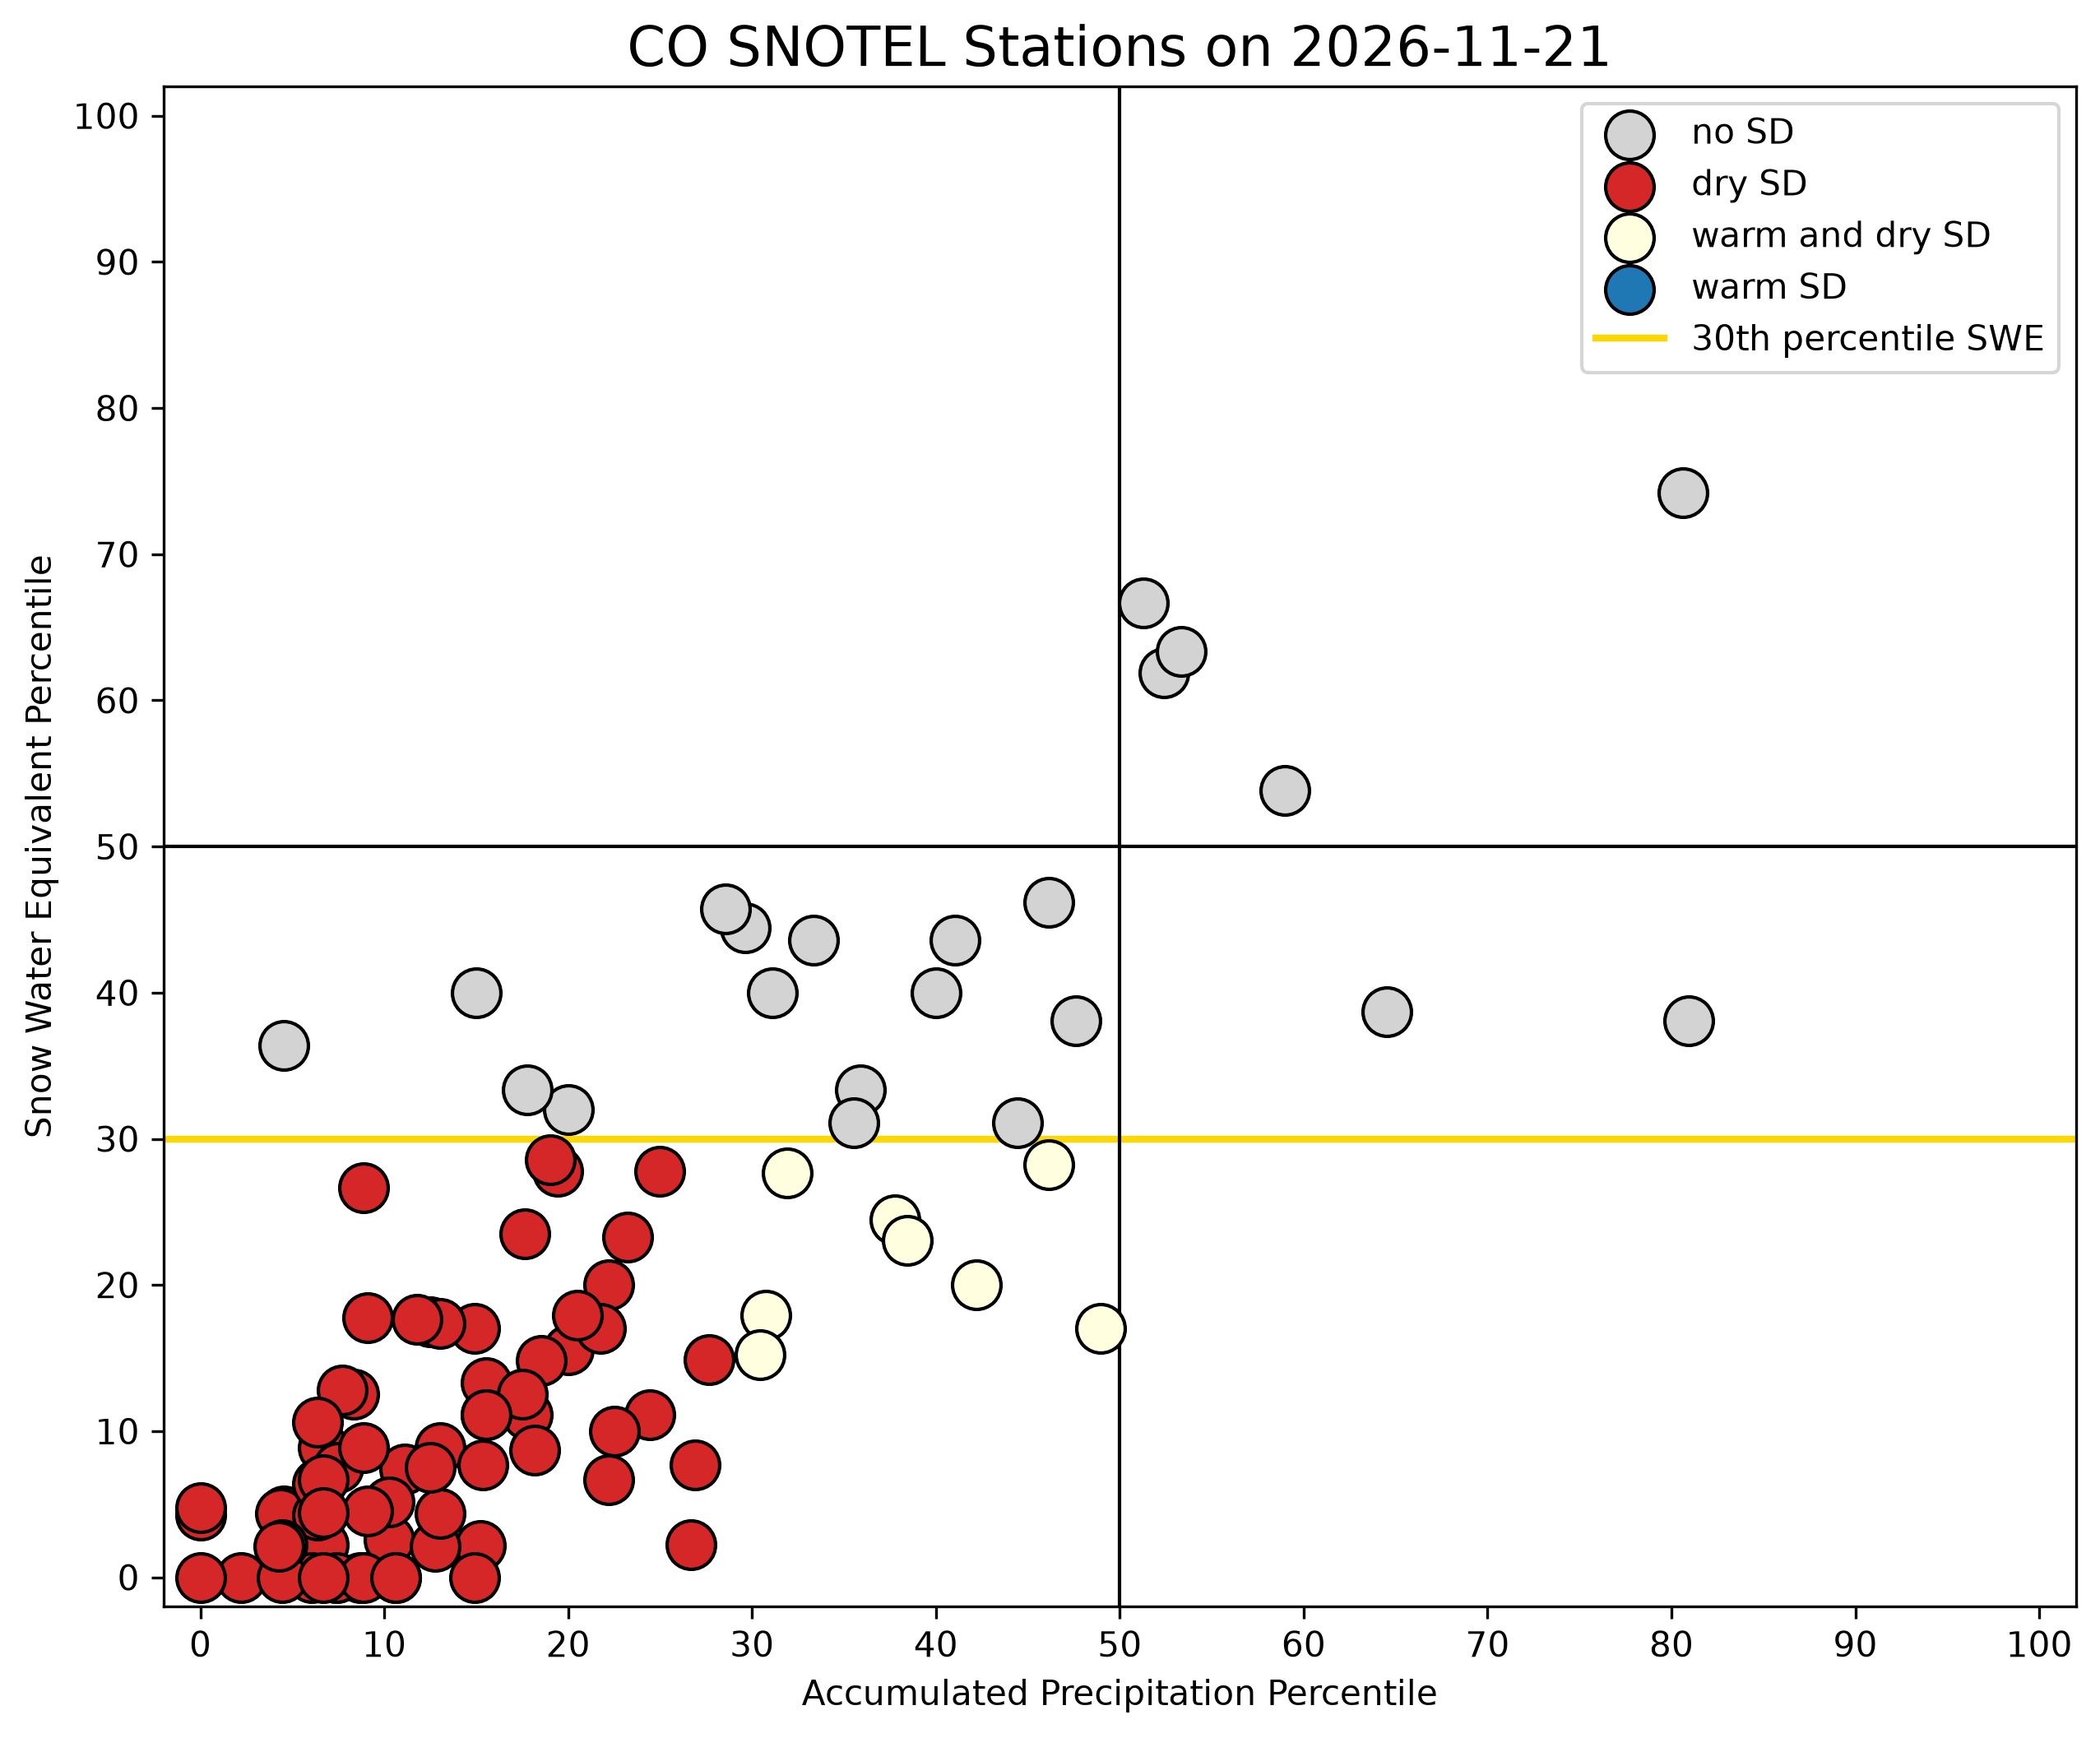 CO SNOTEL Stations on 2026-11-21
100
90
80
70
60
50
40
30
20
10
0
Snow Water Equivalent Percentile
no SD
dry SD
warm and dry SD
warm SD
30th percentile SWE
0 10 20 30 40 50 60 70 80 90 100
Accumulated Precipitation Percentile